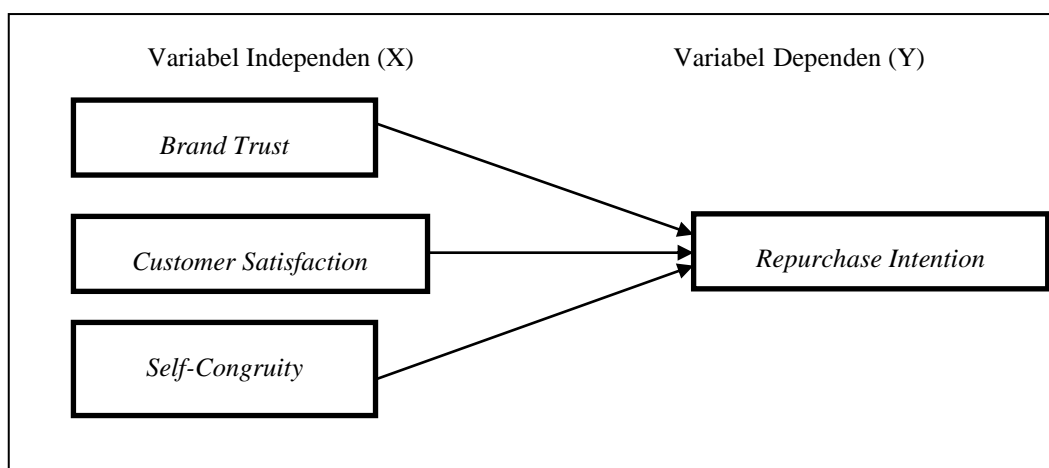 Variabel Independen (X)
Variabel Dependen (Y)
Brand Trust
Customer Satisfaction
Repurchase Intention
Self-Congruity